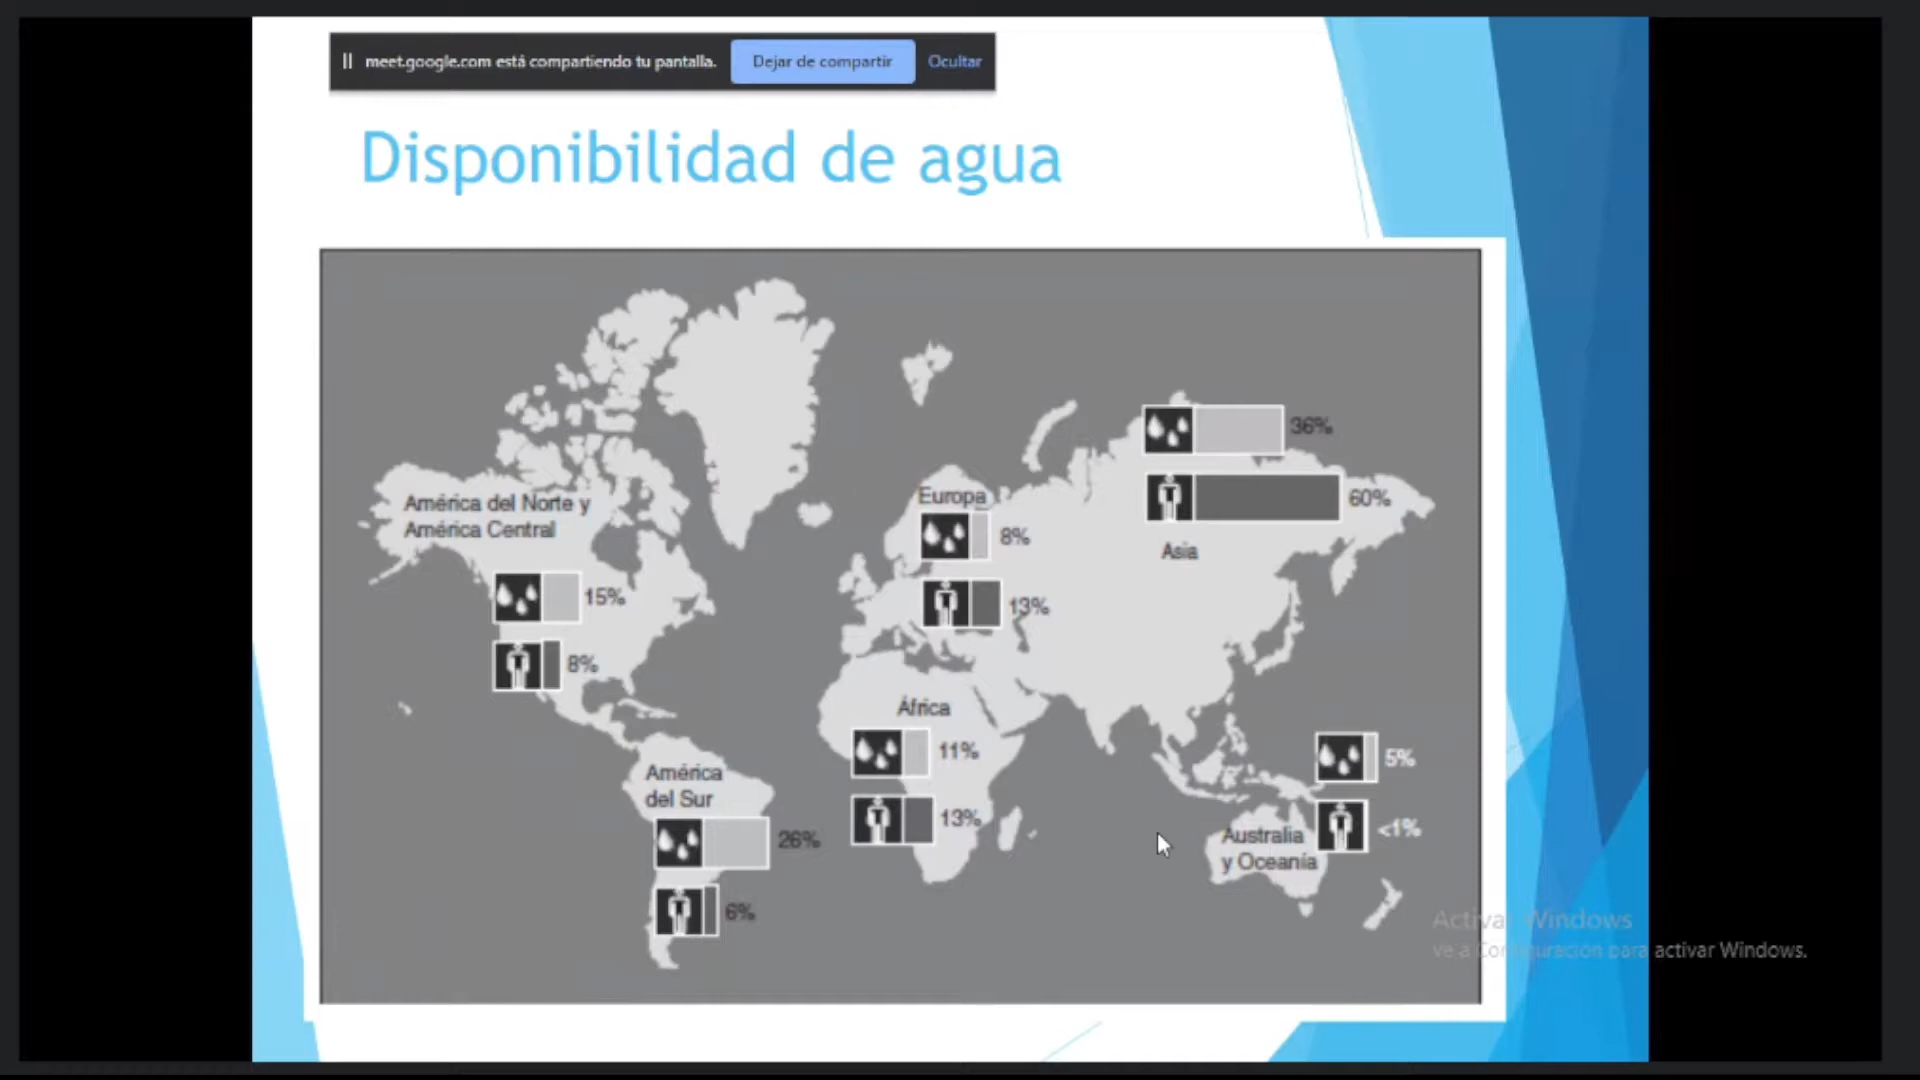 meet.google.com está compartiendo tu pantalla. Dejar de compartir Ocultar
Disponibilidad de agua
36%
60%
Asia
Europa
8%
13%
América del Norte y
América Central
15%
8%
África
11%
13%
América
del Sur
26%
6%
5%
<1%
Australia
y Oceanía
Activar Windows
Ve a Configuración para activar Windows.